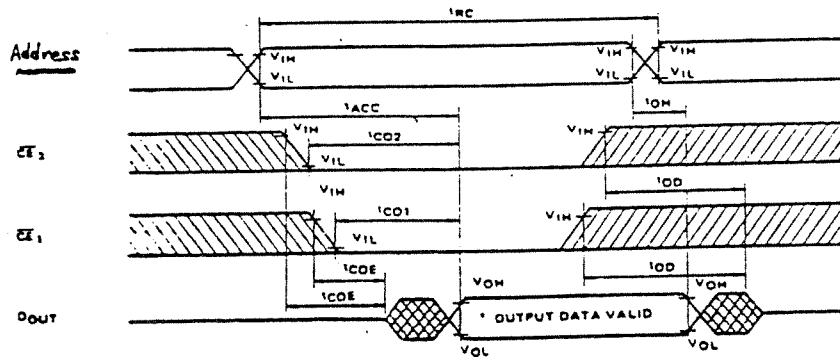 tRC
Address
VIH
VIH
VIH
VIL
VIL
VIL
tACC
tOH
CE2
VIH
tCO2
VIH
VIL
tOD
VIH
CE1
tCO1
VIH
VIL
tCOE
tOD
tCOE
VOH
VOH
DOUT
* OUTPUT DATA VALID
VOL
VOL